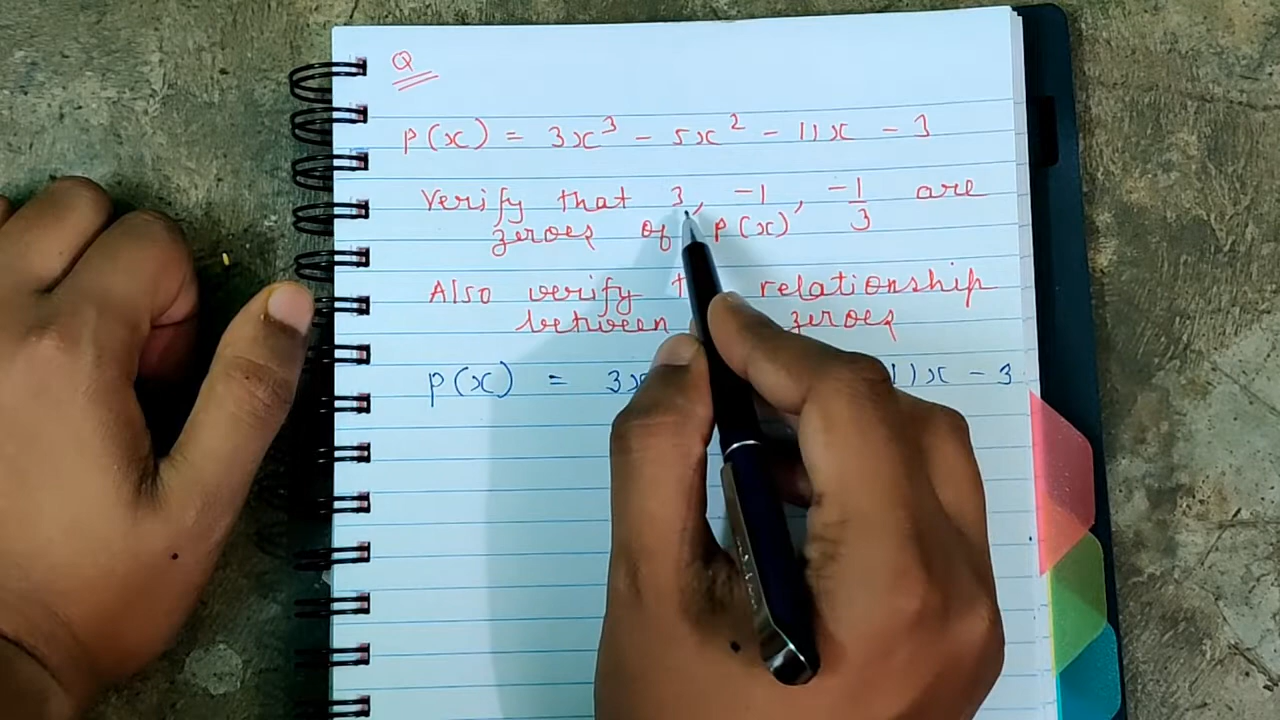 Q
p(x) = 3x³ - 5x² - 11x - 3
Verify that 3, -1, -1/3 are
zeroes of p(x)
Also verify relationship
between zeroes
p(x) = 3x 11x - 3